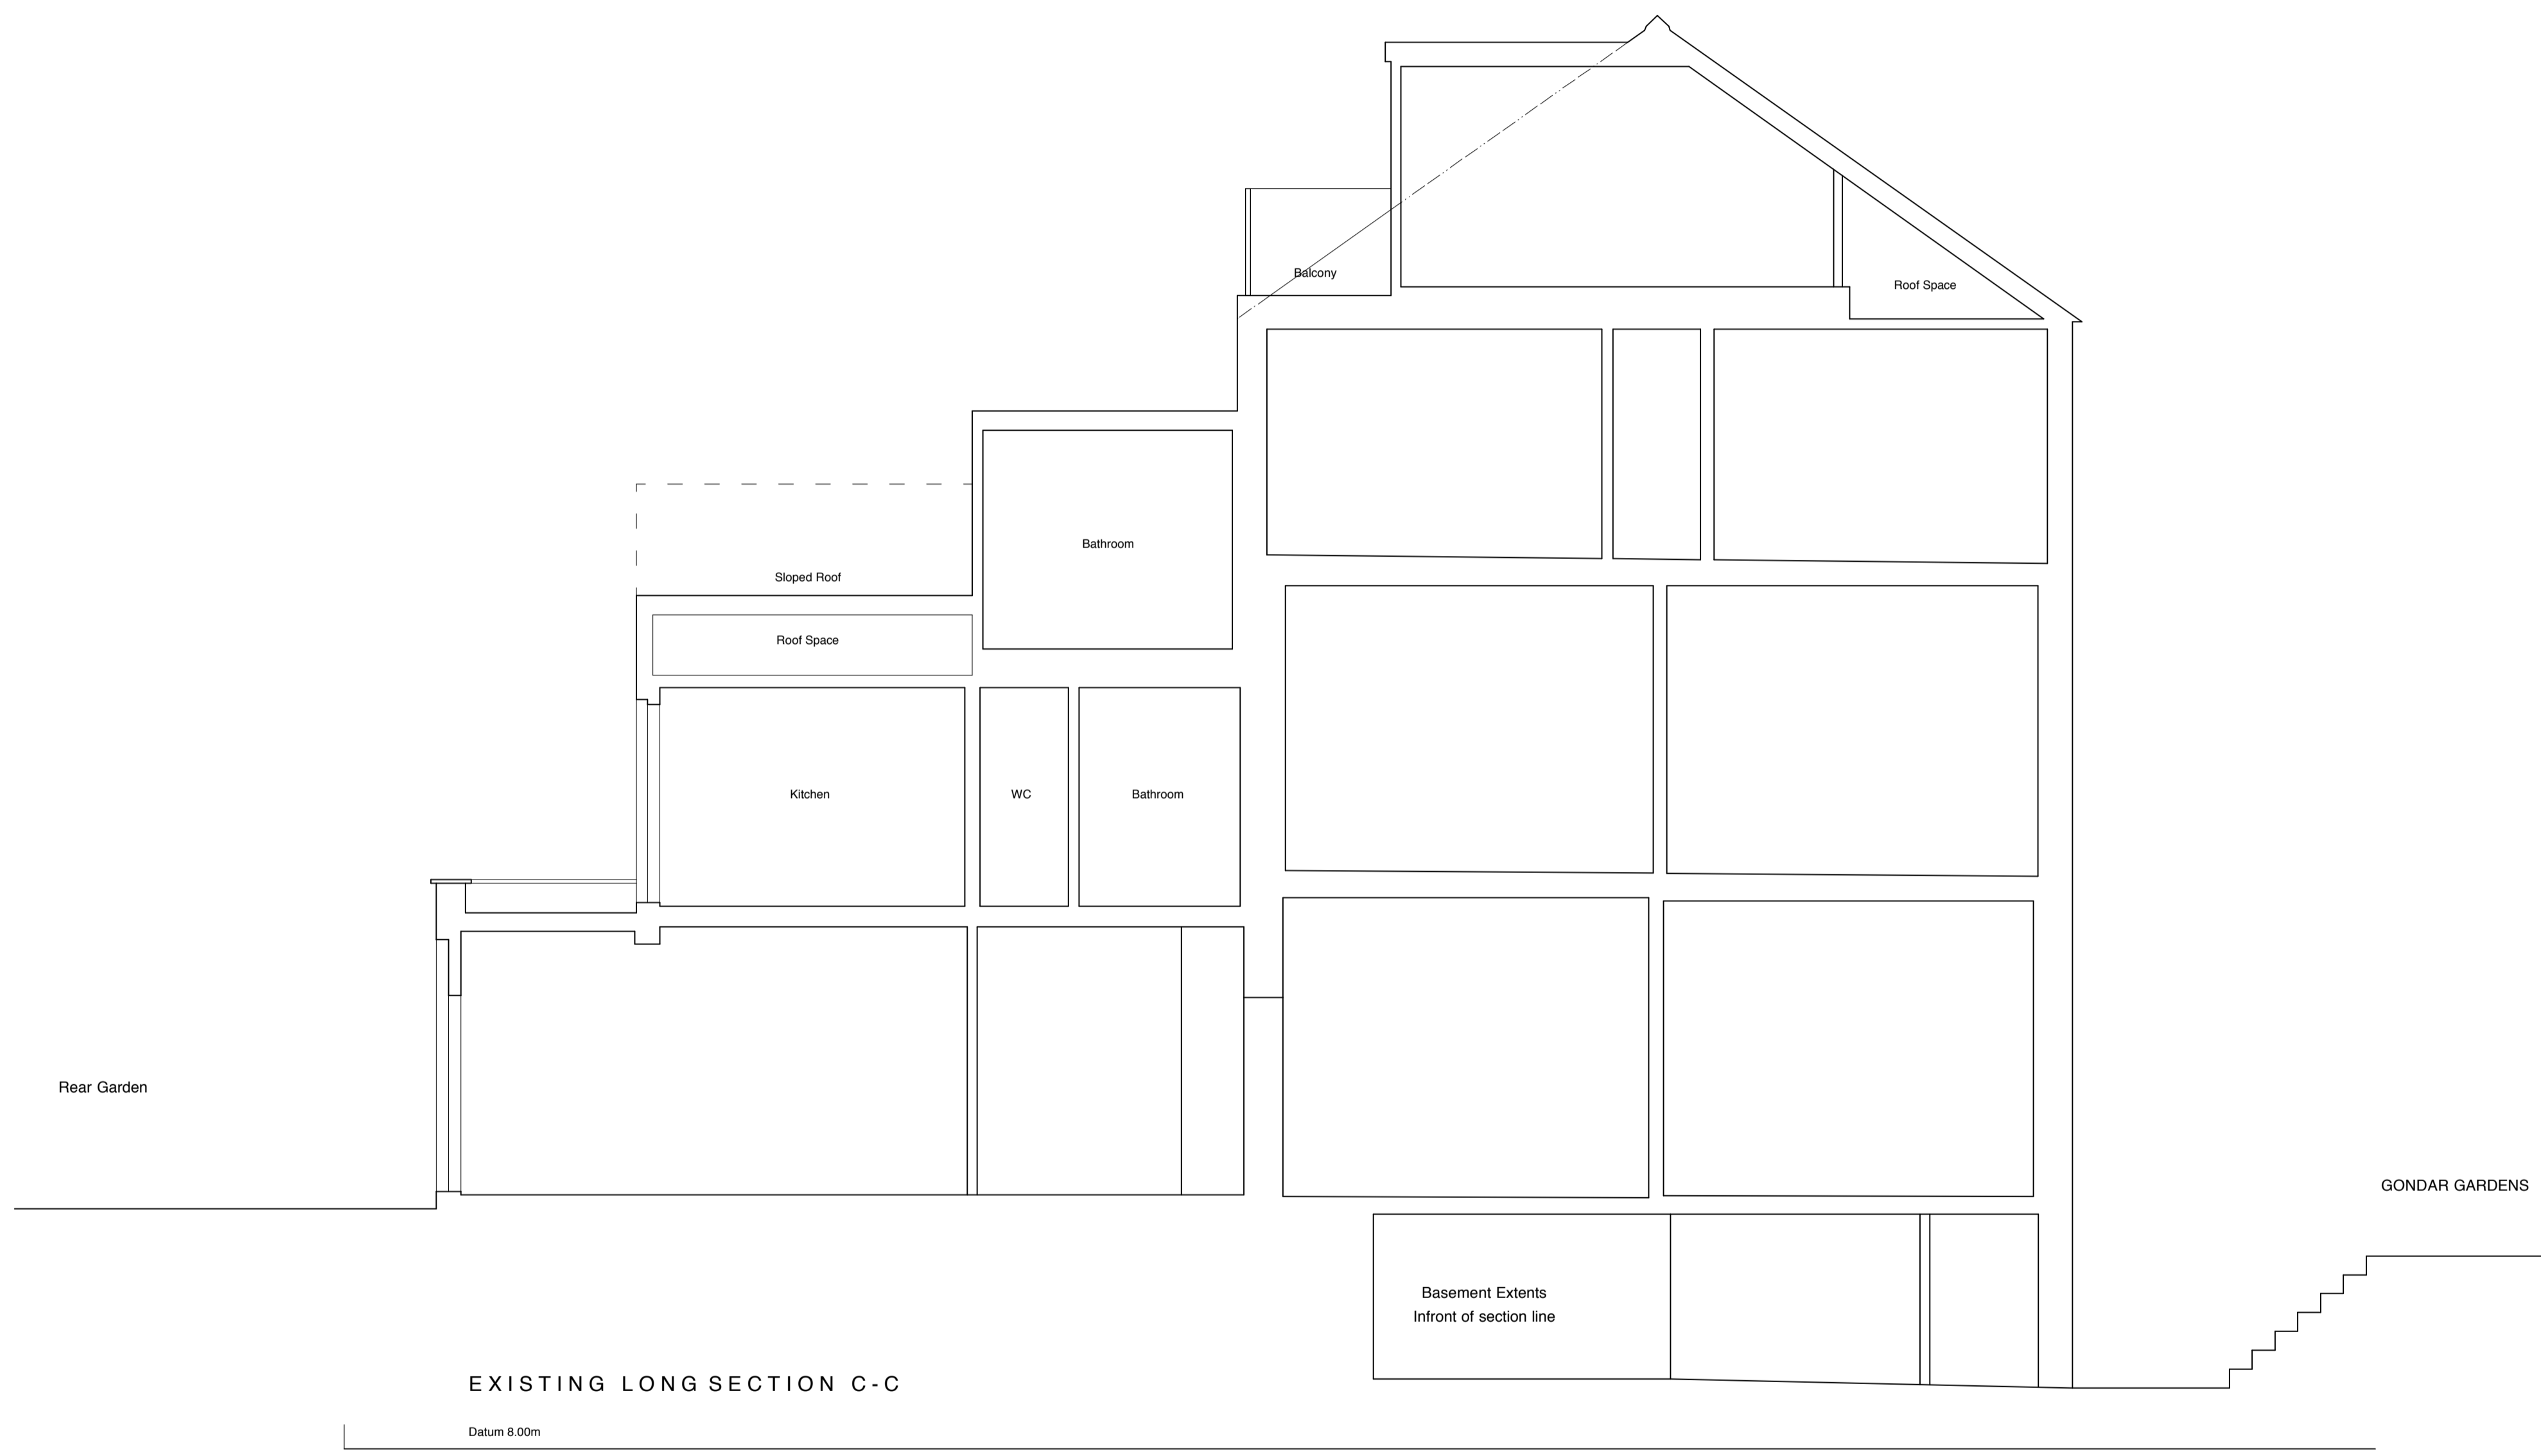 Balcony
Roof Space
Bathroom
Sloped Roof
Roof Space
Kitchen
WC
Bathroom
Rear Garden
GONDAR GARDENS
Basement Extents
Infront of section line
EXISTING LONG SECTION C-C
Datum 8.00m